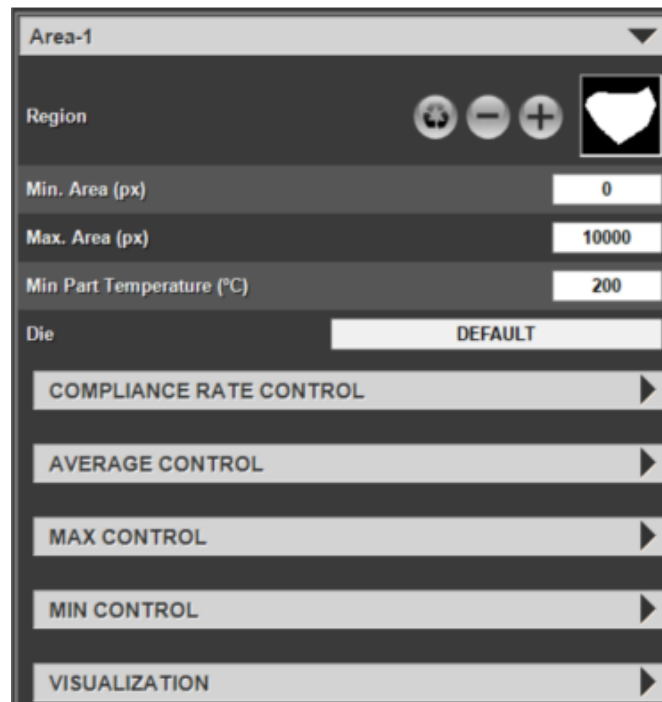 Area-1
Region
Min. Area (px) 0
Max. Area (px) 10000
Min Part Temperature (ºC) 200
Die DEFAULT
COMPLIANCE RATE CONTROL
AVERAGE CONTROL
MAX CONTROL
MIN CONTROL
VISUALIZATION